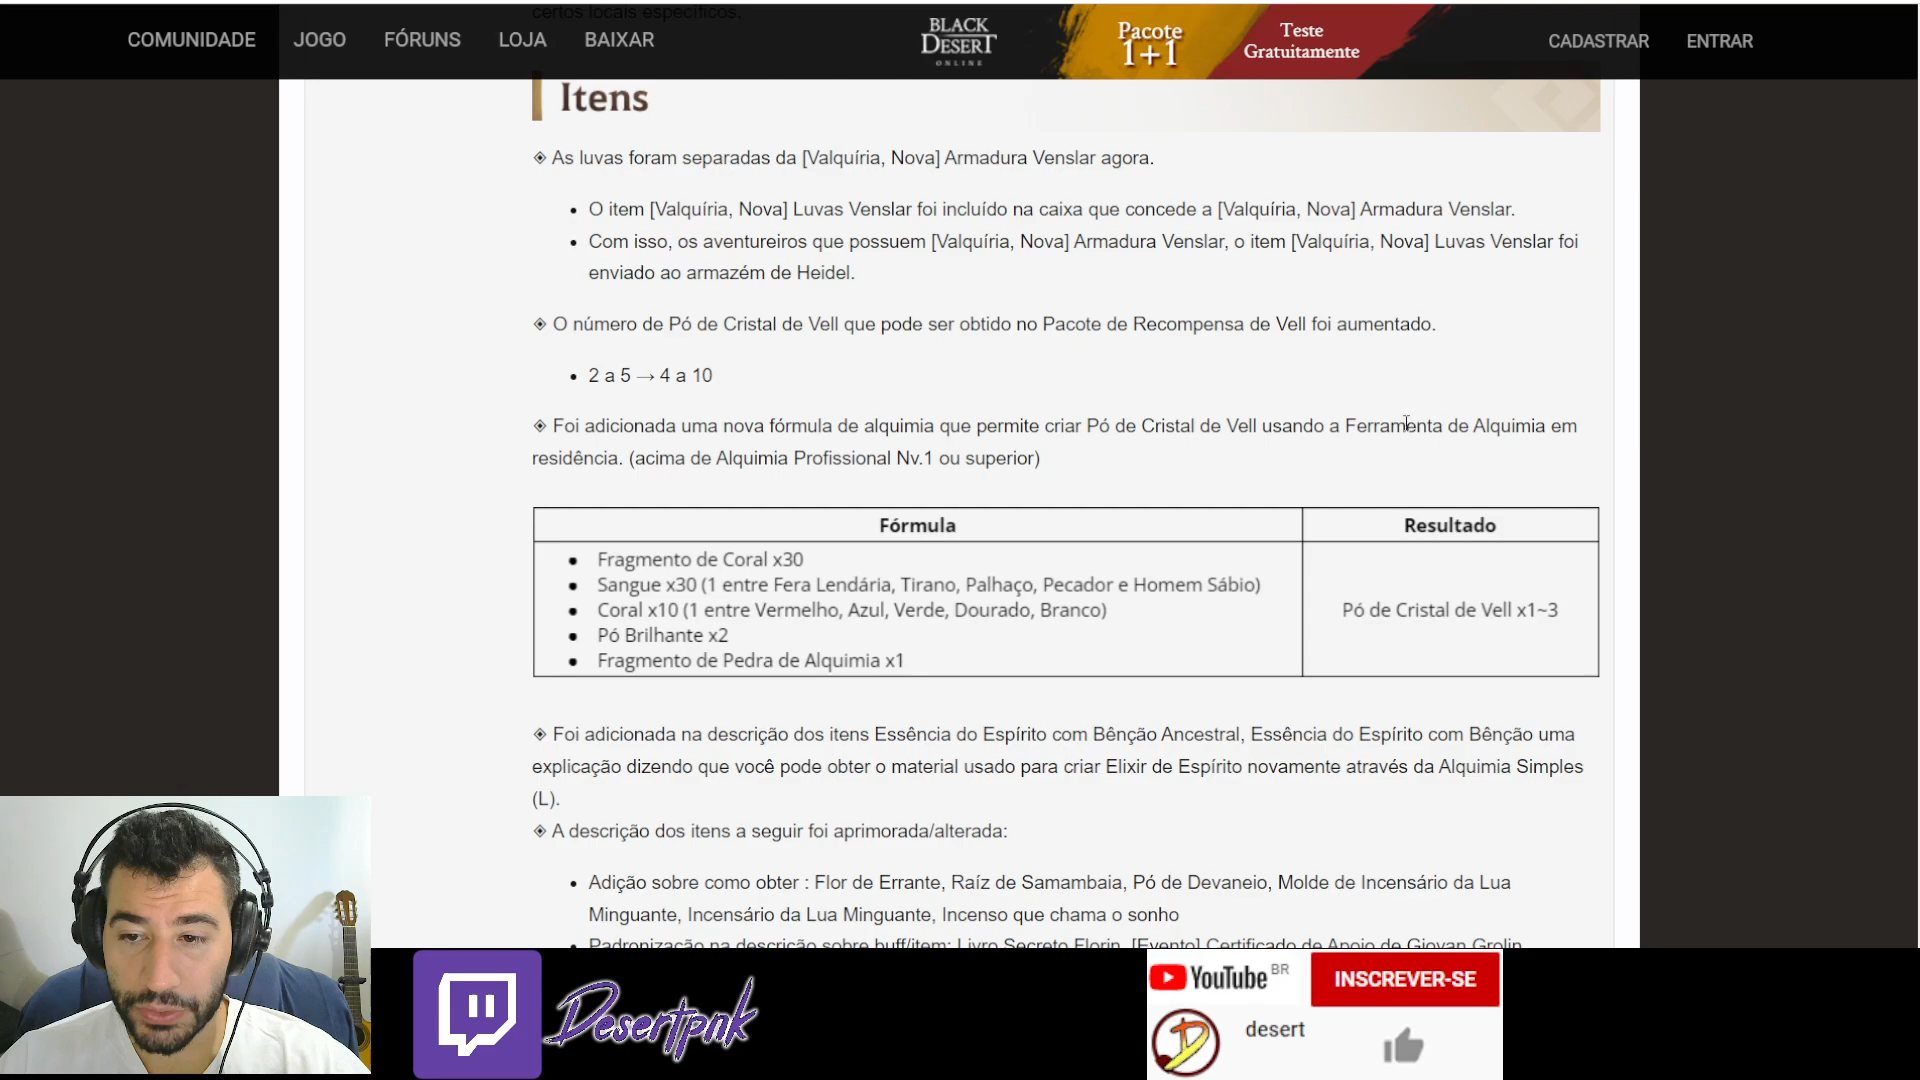 certos locais específicos,
COMUNIDADE JOGO FÓRUNS LOJA BAIXAR
BLACK DESERT ONLINE
Pacote 1+1
Teste Gratuitamente
CADASTRAR ENTRAR
Itens
◈ As luvas foram separadas da [Valquíria, Nova] Armadura Venslar agora.
• O item [Valquíria, Nova] Luvas Venslar foi incluído na caixa que concede a [Valquíria, Nova] Armadura Venslar.
• Com isso, os aventureiros que possuem [Valquíria, Nova] Armadura Venslar, o item [Valquíria, Nova] Luvas Venslar foi
enviado ao armazém de Heidel.
◈ O número de Pó de Cristal de Vell que pode ser obtido no Pacote de Recompensa de Vell foi aumentado.
• 2 a 5 → 4 a 10
◈ Foi adicionada uma nova fórmula de alquimia que permite criar Pó de Cristal de Vell usando a Ferramenta de Alquimia em
residência. (acima de Alquimia Profissional Nv.1 ou superior)
Fórmula Resultado
• Fragmento de Coral x30
• Sangue x30 (1 entre Fera Lendária, Tirano, Palhaço, Pecador e Homem Sábio)
• Coral x10 (1 entre Vermelho, Azul, Verde, Dourado, Branco)
• Pó Brilhante x2
• Fragmento de Pedra de Alquimia x1
Pó de Cristal de Vell x1~3
◈ Foi adicionada na descrição dos itens Essência do Espírito com Bênção Ancestral, Essência do Espírito com Bênção uma
explicação dizendo que você pode obter o material usado para criar Elixir de Espírito novamente através da Alquimia Simples
(L).
◈ A descrição dos itens a seguir foi aprimorada/alterada:
• Adição sobre como obter : Flor de Errante, Raíz de Samambaia, Pó de Devaneio, Molde de Incensário da Lua
Minguante, Incensário da Lua Minguante, Incenso que chama o sonho
• Padronização na descrição sobre buff/item: Livro Secreto Florin, [Evento] Certificado de Apoio de Giovan Grolin
Desertpnk
YouTube BR
INSCREVER-SE
desert